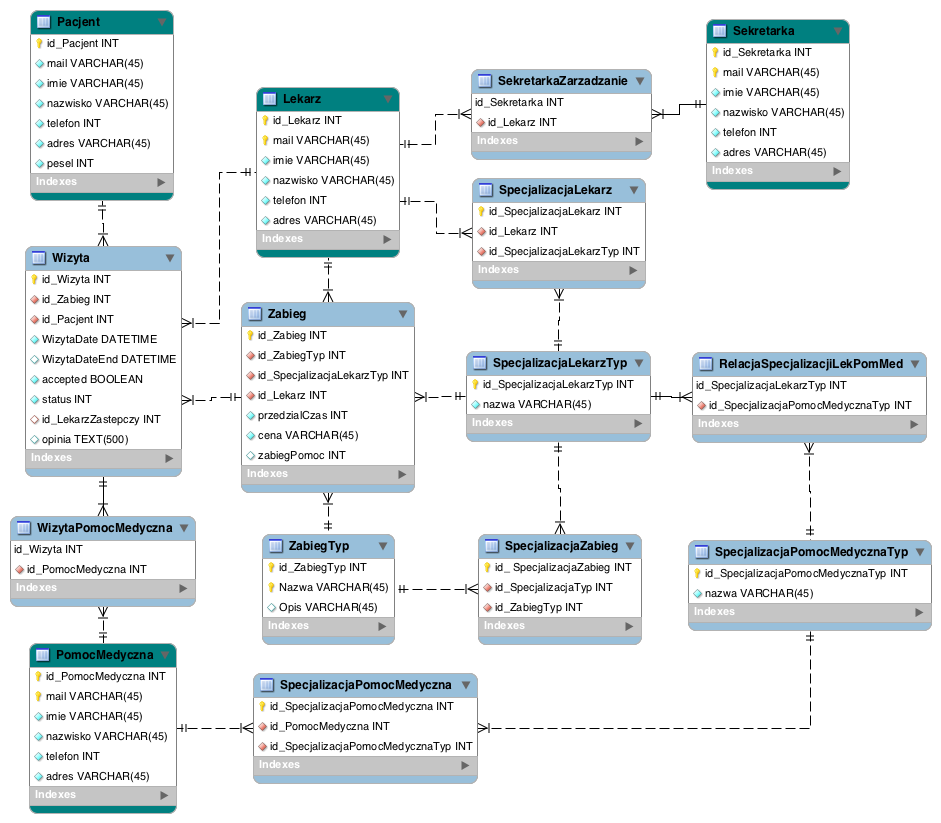 Pacjent
id_Pacjent INT
mail VARCHAR(45)
imie VARCHAR(45)
nazwisko VARCHAR(45)
telefon INT
adres VARCHAR(45)
pesel INT
Indexes
Lekarz
id_Lekarz INT
mail VARCHAR(45)
imie VARCHAR(45)
nazwisko VARCHAR(45)
telefon INT
adres VARCHAR(45)
Indexes
SekretarkaZarzadzanie
id_Sekretarka INT
id_Lekarz INT
Indexes
Sekretarka
id_Sekretarka INT
mail VARCHAR(45)
imie VARCHAR(45)
nazwisko VARCHAR(45)
telefon INT
adres VARCHAR(45)
Indexes
SpecjalizacjaLekarz
id_SpecjalizacjaLekarz INT
id_Lekarz INT
id_SpecjalizacjaLekarzTyp INT
Indexes
Wizyta
id_Wizyta INT
id_Zabieg INT
id_Pacjent INT
WizytaDate DATETIME
WizytaDateEnd DATETIME
accepted BOOLEAN
status INT
id_LekarzZastepczy INT
opinia TEXT(500)
Indexes
Zabieg
id_Zabieg INT
id_ZabiegTyp INT
id_SpecjalizacjaLekarzTyp INT
id_Lekarz INT
przedzialCzas INT
cena VARCHAR(45)
zabiegPomoc INT
Indexes
SpecjalizacjaLekarzTyp
id_SpecjalizacjaLekarzTyp INT
nazwa VARCHAR(45)
Indexes
RelacjaSpecjalizacjiLekPomMed
id_SpecjalizacjaLekarzTyp INT
id_SpecjalizacjaPomocMedycznaTyp INT
Indexes
WizytaPomocMedyczna
id_Wizyta INT
id_PomocMedyczna INT
Indexes
ZabiegTyp
id_ZabiegTyp INT
Nazwa VARCHAR(45)
Opis VARCHAR(45)
Indexes
SpecjalizacjaZabieg
id_ SpecjalizacjaZabieg INT
id_SpecjalizacjaTyp INT
id_ZabiegTyp INT
Indexes
SpecjalizacjaPomocMedycznaTyp
id_SpecjalizacjaPomocMedycznaTyp INT
nazwa VARCHAR(45)
Indexes
PomocMedyczna
id_PomocMedyczna INT
mail VARCHAR(45)
imie VARCHAR(45)
nazwisko VARCHAR(45)
telefon INT
adres VARCHAR(45)
Indexes
SpecjalizacjaPomocMedyczna
id_SpecjalizacjaPomocMedyczna INT
id_PomocMedyczna INT
id_SpecjalizacjaPomocMedycznaTyp INT
Indexes